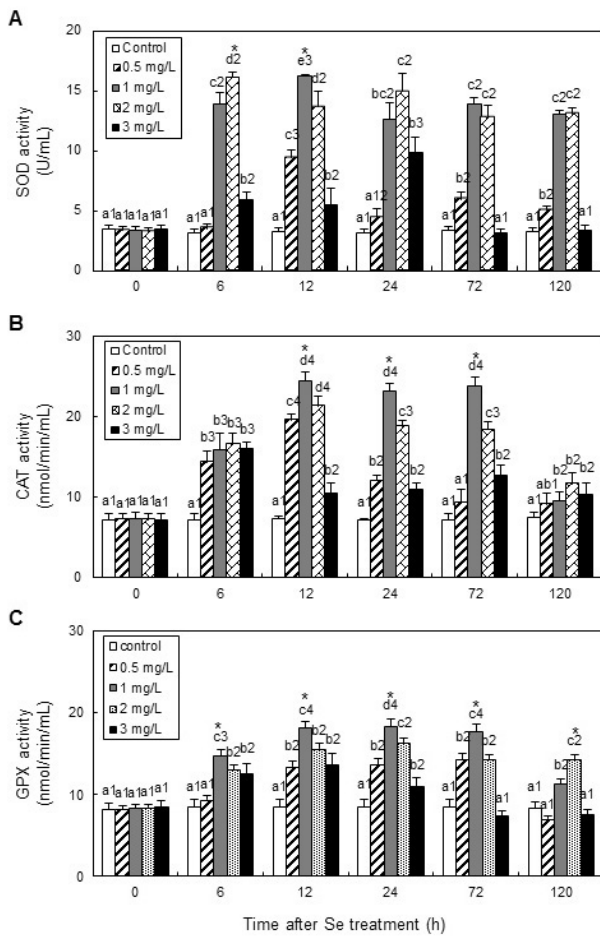 A
20
15
10
5
0
SOD activity
(U/mL)
Control
0.5 mg/L
1 mg/L
2 mg/L
3 mg/L
a1 a1 a1 a1 a1
a1 a1 c2 * d2 b2
a1 c3 * e3 d2 b2
a1 a12 bc2 c2 b3
a1 b2 c2 c2 a1
a1 b2 c2 c2 a1
0 6 12 24 72 120
B
30
20
10
0
CAT activity
(nmol/min/mL)
Control
0.5 mg/L
1 mg/L
2 mg/L
3 mg/L
a1 a1 a1 a1 a1
a1 b3 b3 b3 b3
a1 c4 * d4 d4 b2
a1 b2 * d4 c3 b2
a1 b2 * d4 c3 b2
a1 ab1 b2 b2 b2
0 6 12 24 72 120
C
30
20
10
0
GPX activity
(nmol/min/mL)
control
0.5 mg/L
1 mg/L
2 mg/L
3 mg/L
a1 a1 a1 a1 a1
a1 a1 * c3 b2 b2
a1 b2 * c4 b2 b2
a1 b2 * d4 c2 b2
a1 b2 * c4 b2 a1
a1 a1 b2 * c2 a1
0 6 12 24 72 120
Time after Se treatment (h)